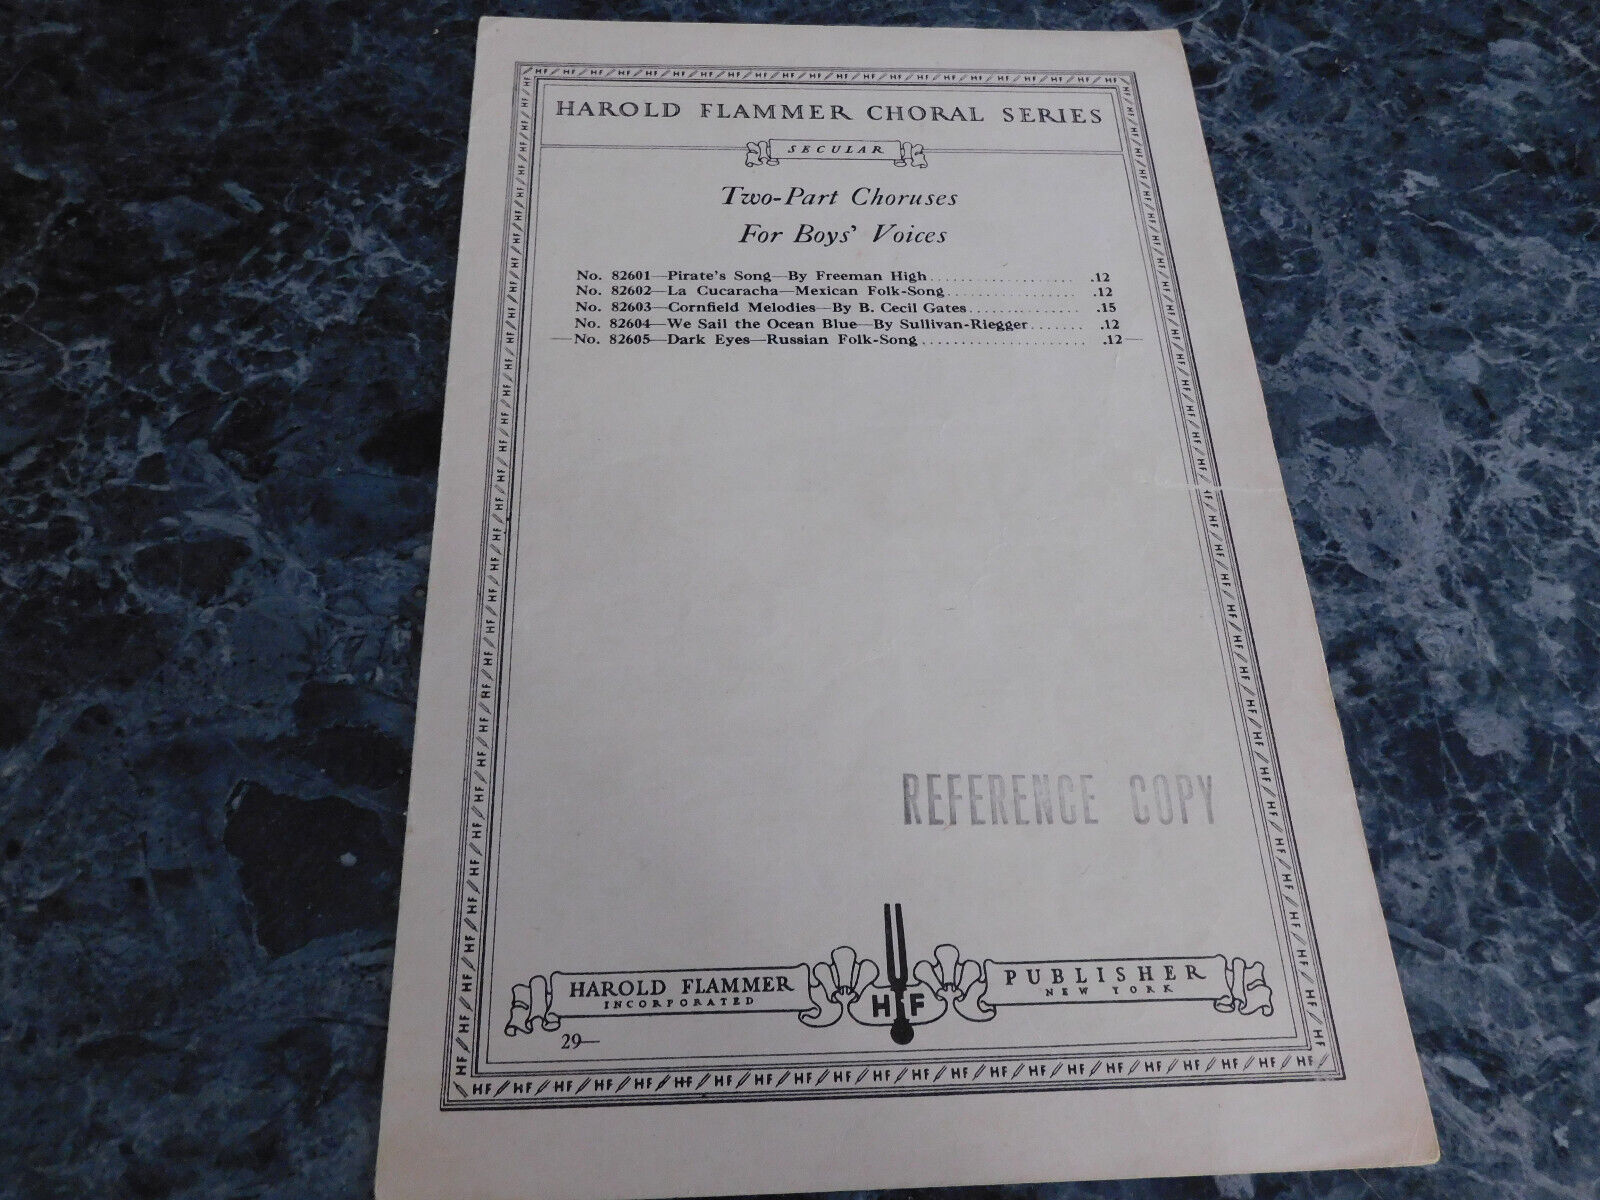 HAROLD FLAMMER CHORAL SERIES
SECULAR
Two-Part Choruses
For Boys' Voices
No. 82601—Pirate's Song—By Freeman High . . . . . . . . . . . . . . . . . .12
No. 82602—La Cucaracha—Mexican Folk-Song . . . . . . . . . . . . . . . . .12
No. 82603—Cornfield Melodies—By B. Cecil Gates . . . . . . . . . . . . . . .15
No. 82604—We Sail the Ocean Blue—By Sullivan-Riegger . . . . . . . .12
—No. 82605—Dark Eyes—Russian Folk-Song . . . . . . . . . . . . . . . . . . . . .12—
REFERENCE COPY
HAROLD FLAMMER
INCORPORATED
HF
PUBLISHER
NEW YORK
29—